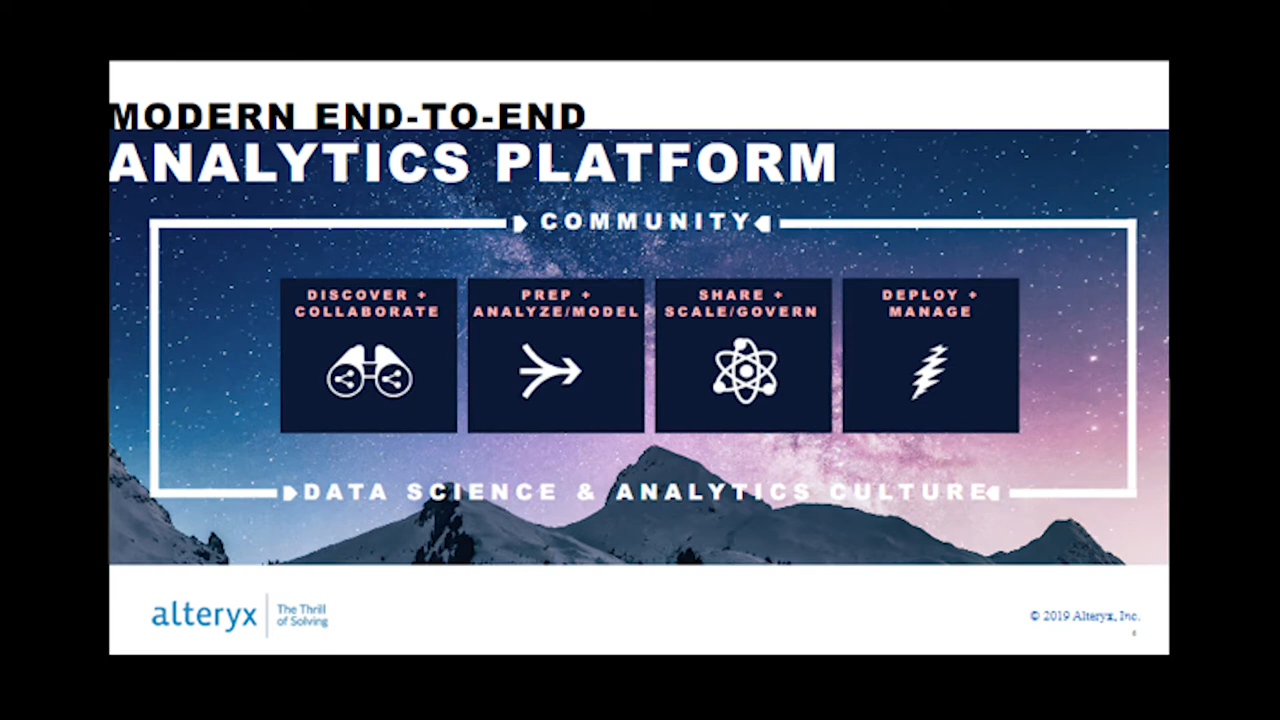 MODERN END-TO-END
ANALYTICS PLATFORM
COMMUNITY
DISCOVER +
COLLABORATE
PREP +
ANALYZE/MODEL
SHARE +
SCALE/GOVERN
DEPLOY +
MANAGE
DATA SCIENCE & ANALYTICS CULTURE
alteryx
The Thrill
of Solving
© 2019 Alteryx, Inc.